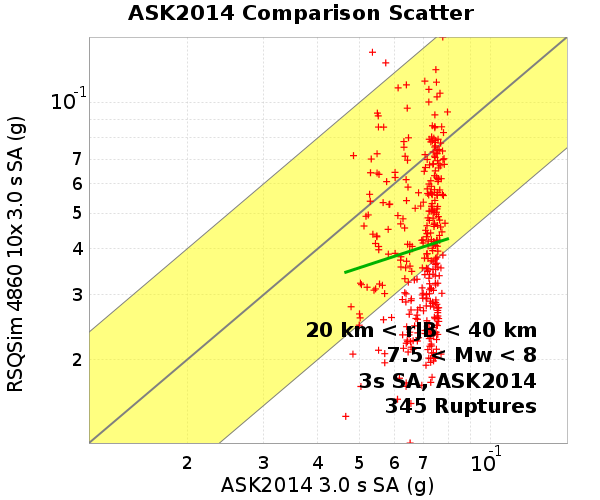 ASK2014 Comparison Scatter
RSQSim 4860 10x 3.0 s SA (g)
10-1
7
6
5
4
3
2
20 km < rJB < 40 km
7.5 < Mw < 8
3s SA, ASK2014
345 Ruptures
2 3 4 5 6 7 10-1
ASK2014 3.0 s SA (g)